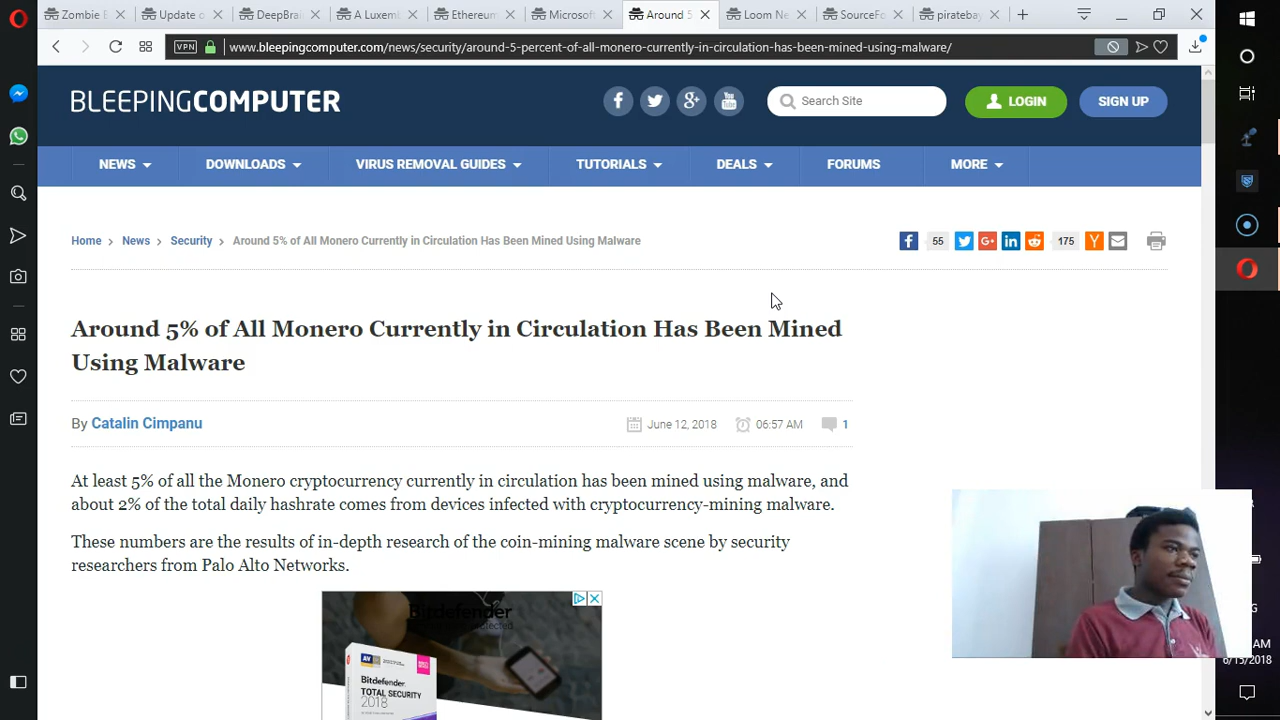 Zombie E
Update o
DeepBrai
A Luxemb
Ethereum
Microsoft
Around 5
Loom Ne
SourceFo
pirateba
VPN
www.bleepingcomputer.com/news/security/around-5-percent-of-all-monero-currently-in-circulation-has-been-mined-using-malware/
BLEEPINGCOMPUTER
Search Site
LOGIN
SIGN UP
NEWS
DOWNLOADS
VIRUS REMOVAL GUIDES
TUTORIALS
DEALS
FORUMS
MORE
Home > News > Security > Around 5% of All Monero Currently in Circulation Has Been Mined Using Malware
55
175
Around 5% of All Monero Currently in Circulation Has Been Mined
Using Malware
By Catalin Cimpanu
June 12, 2018
06:57 AM
1
At least 5% of all the Monero cryptocurrency currently in circulation has been mined using malware, and
about 2% of the total daily hashrate comes from devices infected with cryptocurrency-mining malware.
These numbers are the results of in-depth research of the coin-mining malware scene by security
researchers from Palo Alto Networks.
Bitdefender
Bitdefender
TOTAL SECURITY
2018
AM
6/15/2018